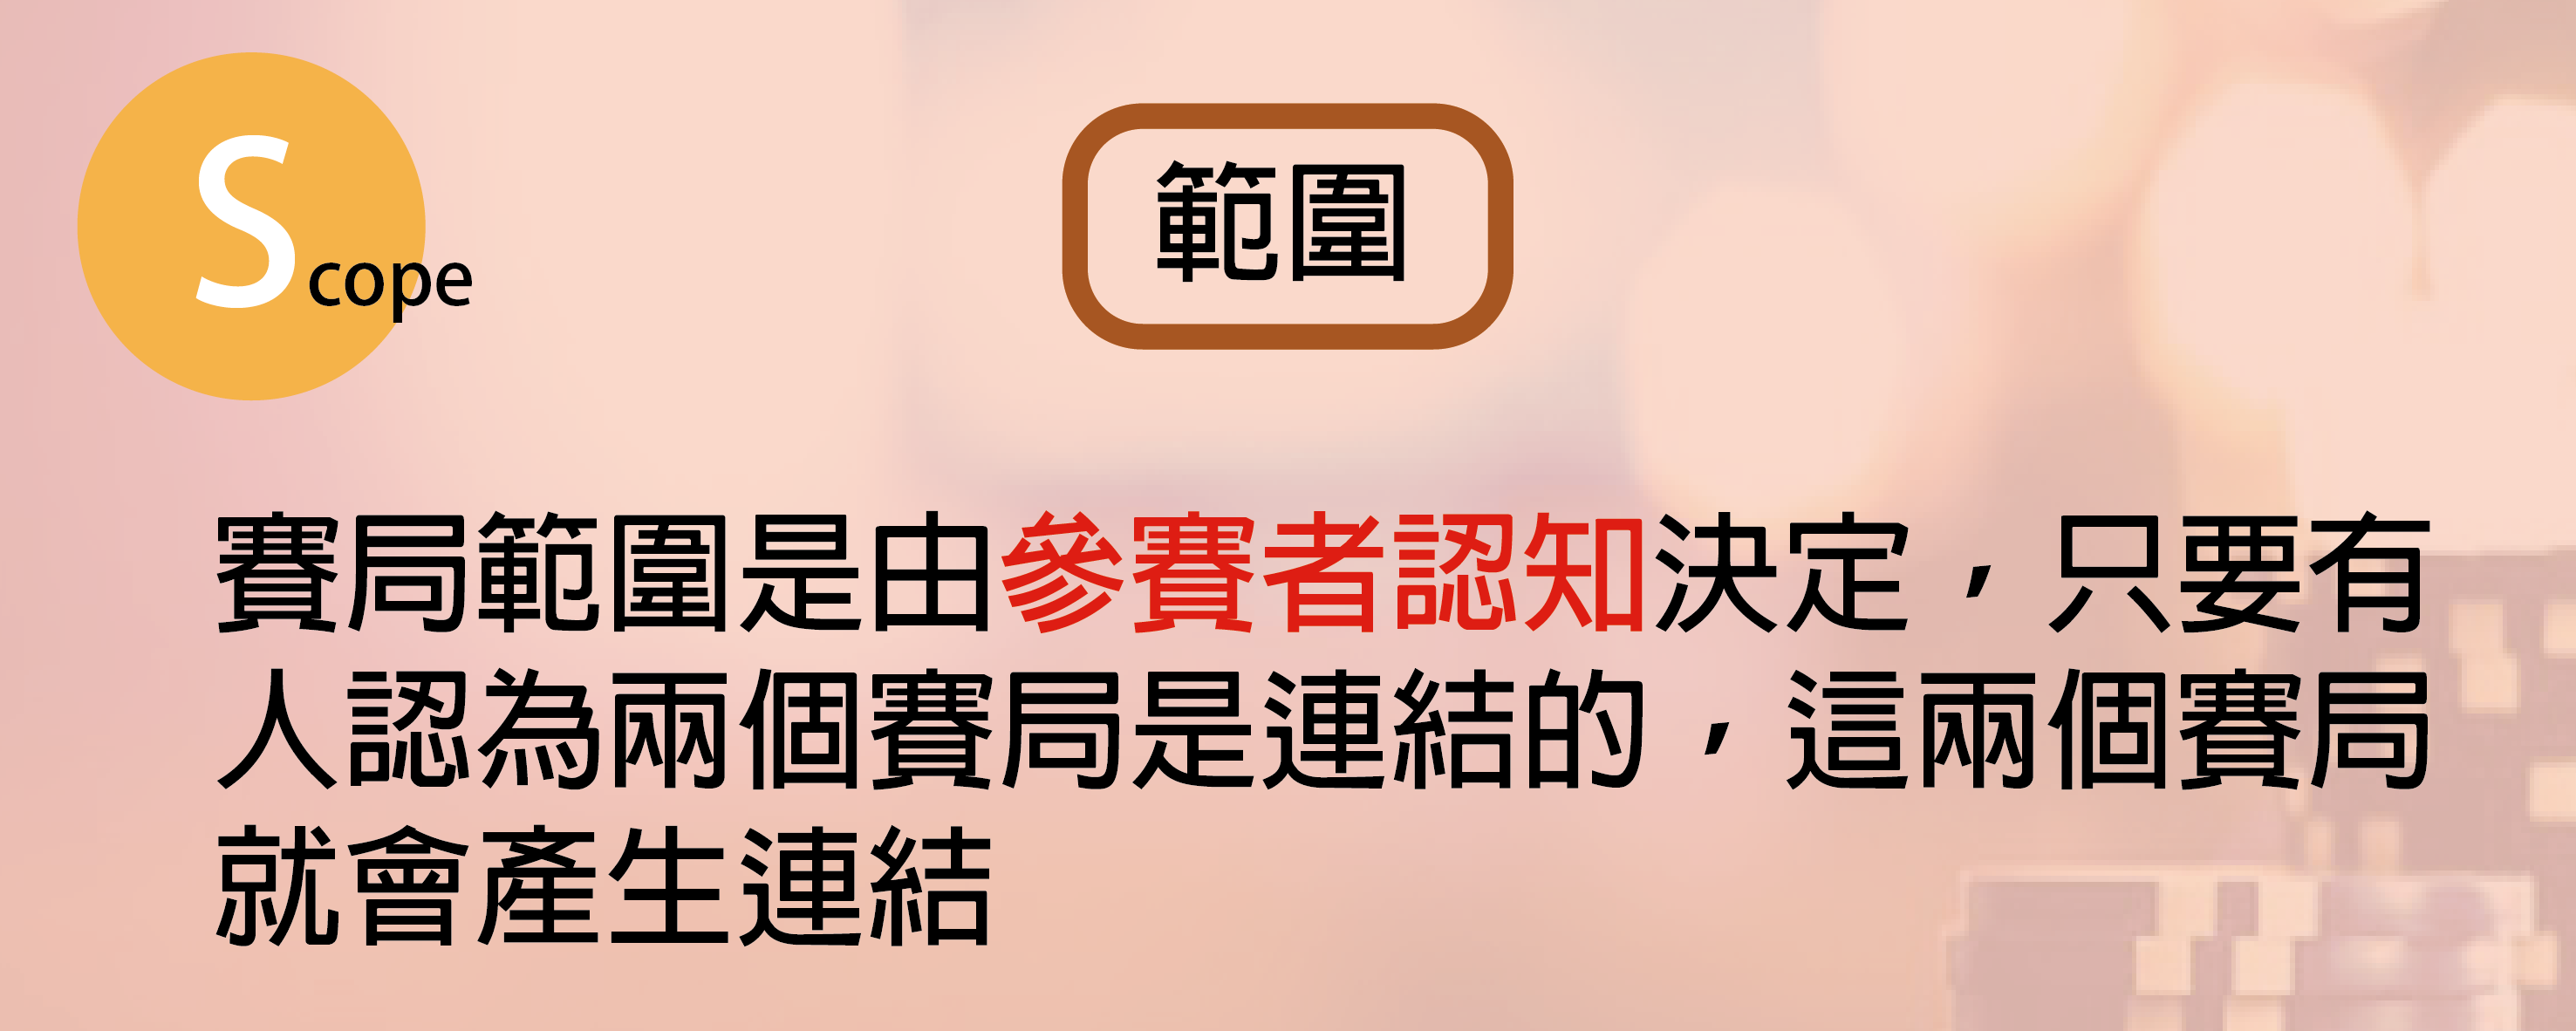 Scope
範圍
賽局範圍是由參賽者認知決定，只要有
人認為兩個賽局是連結的，這兩個賽局
就會產生連結